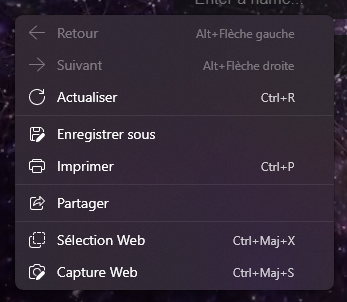 Enter a name...
Retour Alt+Flèche gauche
Suivant Alt+Flèche droite
Actualiser Ctrl+R
Enregistrer sous
Imprimer Ctrl+P
Partager
Sélection Web Ctrl+Maj+X
Capture Web Ctrl+Maj+S